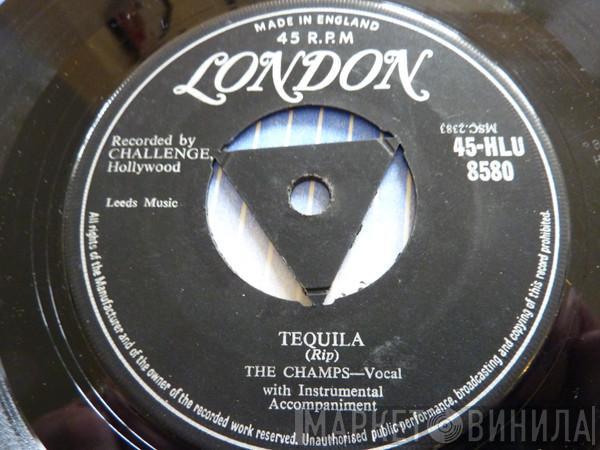 MADE IN ENGLAND
45 R.P.M
LONDON
MSC.2383
Recorded by
CHALLENGE,
Hollywood
45-HLU
8580
Leeds Music
TEQUILA
(Rip)
THE CHAMPS—Vocal
with Instrumental
Accompaniment
All rights of the Manufacturer and of the owner of the recorded work reserved. Unauthorised public performance, broadcasting and copying of this record prohibited.
МАРКЕТ ВИНИЛА